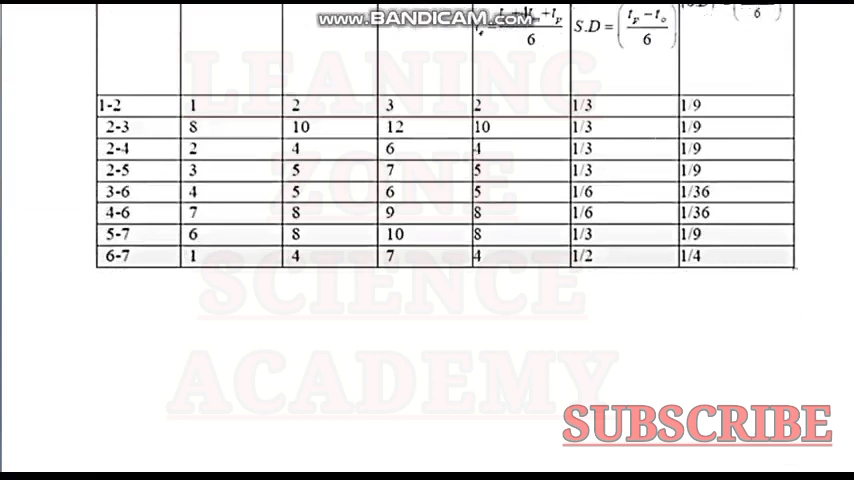 www.BANDICAM.com
6
S.D = ( t_p − t_o / 6 )
6
1-2 1 2 3 2 1/3 1/9
2-3 8 10 12 10 1/3 1/9
2-4 2 4 6 4 1/3 1/9
2-5 3 5 7 5 1/3 1/9
3-6 4 5 6 5 1/6 1/36
4-6 7 8 9 8 1/6 1/36
5-7 6 8 10 8 1/3 1/9
6-7 1 4 7 4 1/2 1/4
LEANING
ZONE
SCIENCE
ACADEMY
SUBSCRIBE